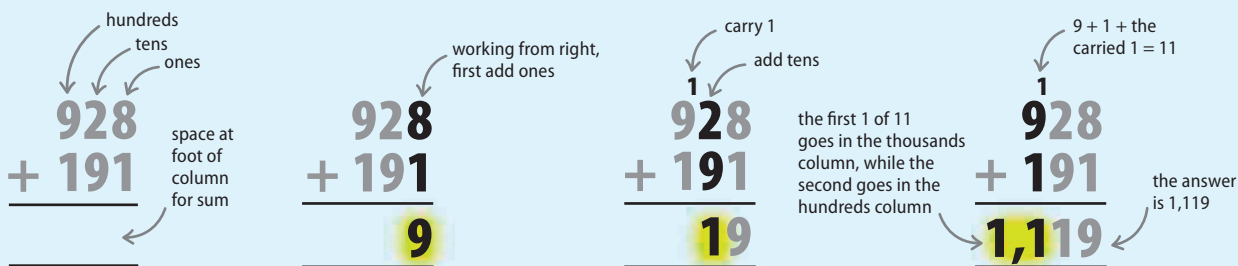 hundreds
tens
ones
928
+ 191
space at
foot of
column
for sum
working from right,
first add ones
928
+ 191
9
carry 1
add tens
1
928
+ 191
19
9 + 1 + the
carried 1 = 11
1
928
+ 191
1,119
the first 1 of 11
goes in the thousands
column, while the
second goes in the
hundreds column
the answer
is 1,119